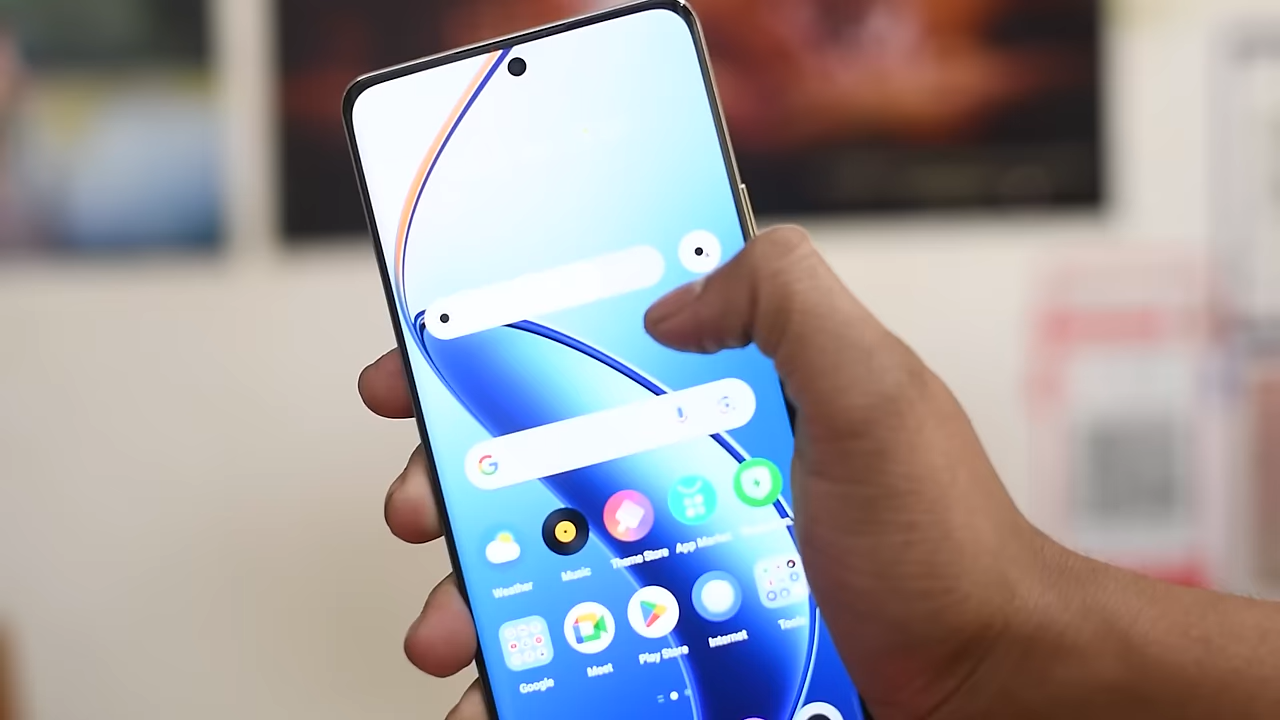 G
Weather
Music
Theme Store
App Market
Google
Meet
Play Store
Internet
Tools